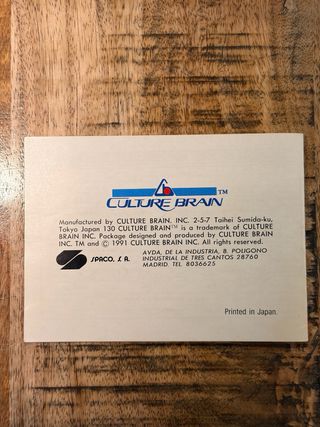 CULTURE BRAIN™
Manufactured by CULTURE BRAIN. INC. 2-5-7 Taihei Sumida-ku,
Tokyo Japan 130 CULTURE BRAIN™ is a trademark of CULTURE
BRAIN INC. Package designed and produced by CULTURE BRAIN
INC. TM and © 1991 CULTURE BRAIN INC. All rights reserved.
SPACO, S. A.
AVDA. DE LA INDUSTRIA, 8. POLIGONO
INDUSTRIAL DE TRES CANTOS 28760
MADRID. TEL. 8036625
Printed in Japan.